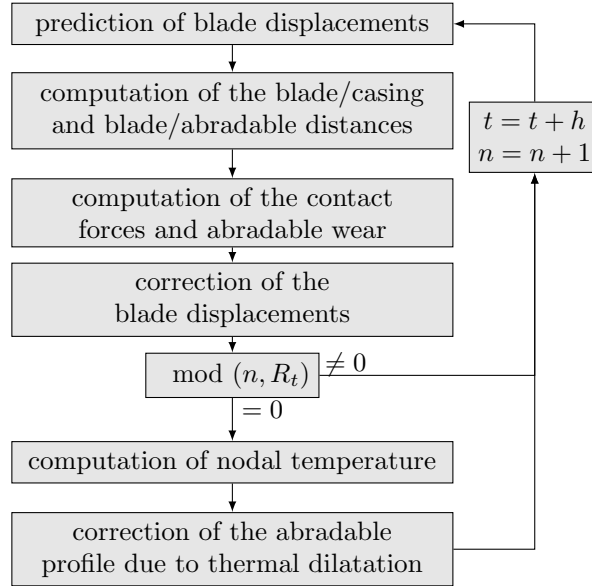 prediction of blade displacements
computation of the blade/casing
and blade/abradable distances
t = t + h
n = n + 1
computation of the contact
forces and abradable wear
correction of the
blade displacements
mod (n, R_t)
≠ 0
= 0
computation of nodal temperature
correction of the abradable
profile due to thermal dilatation